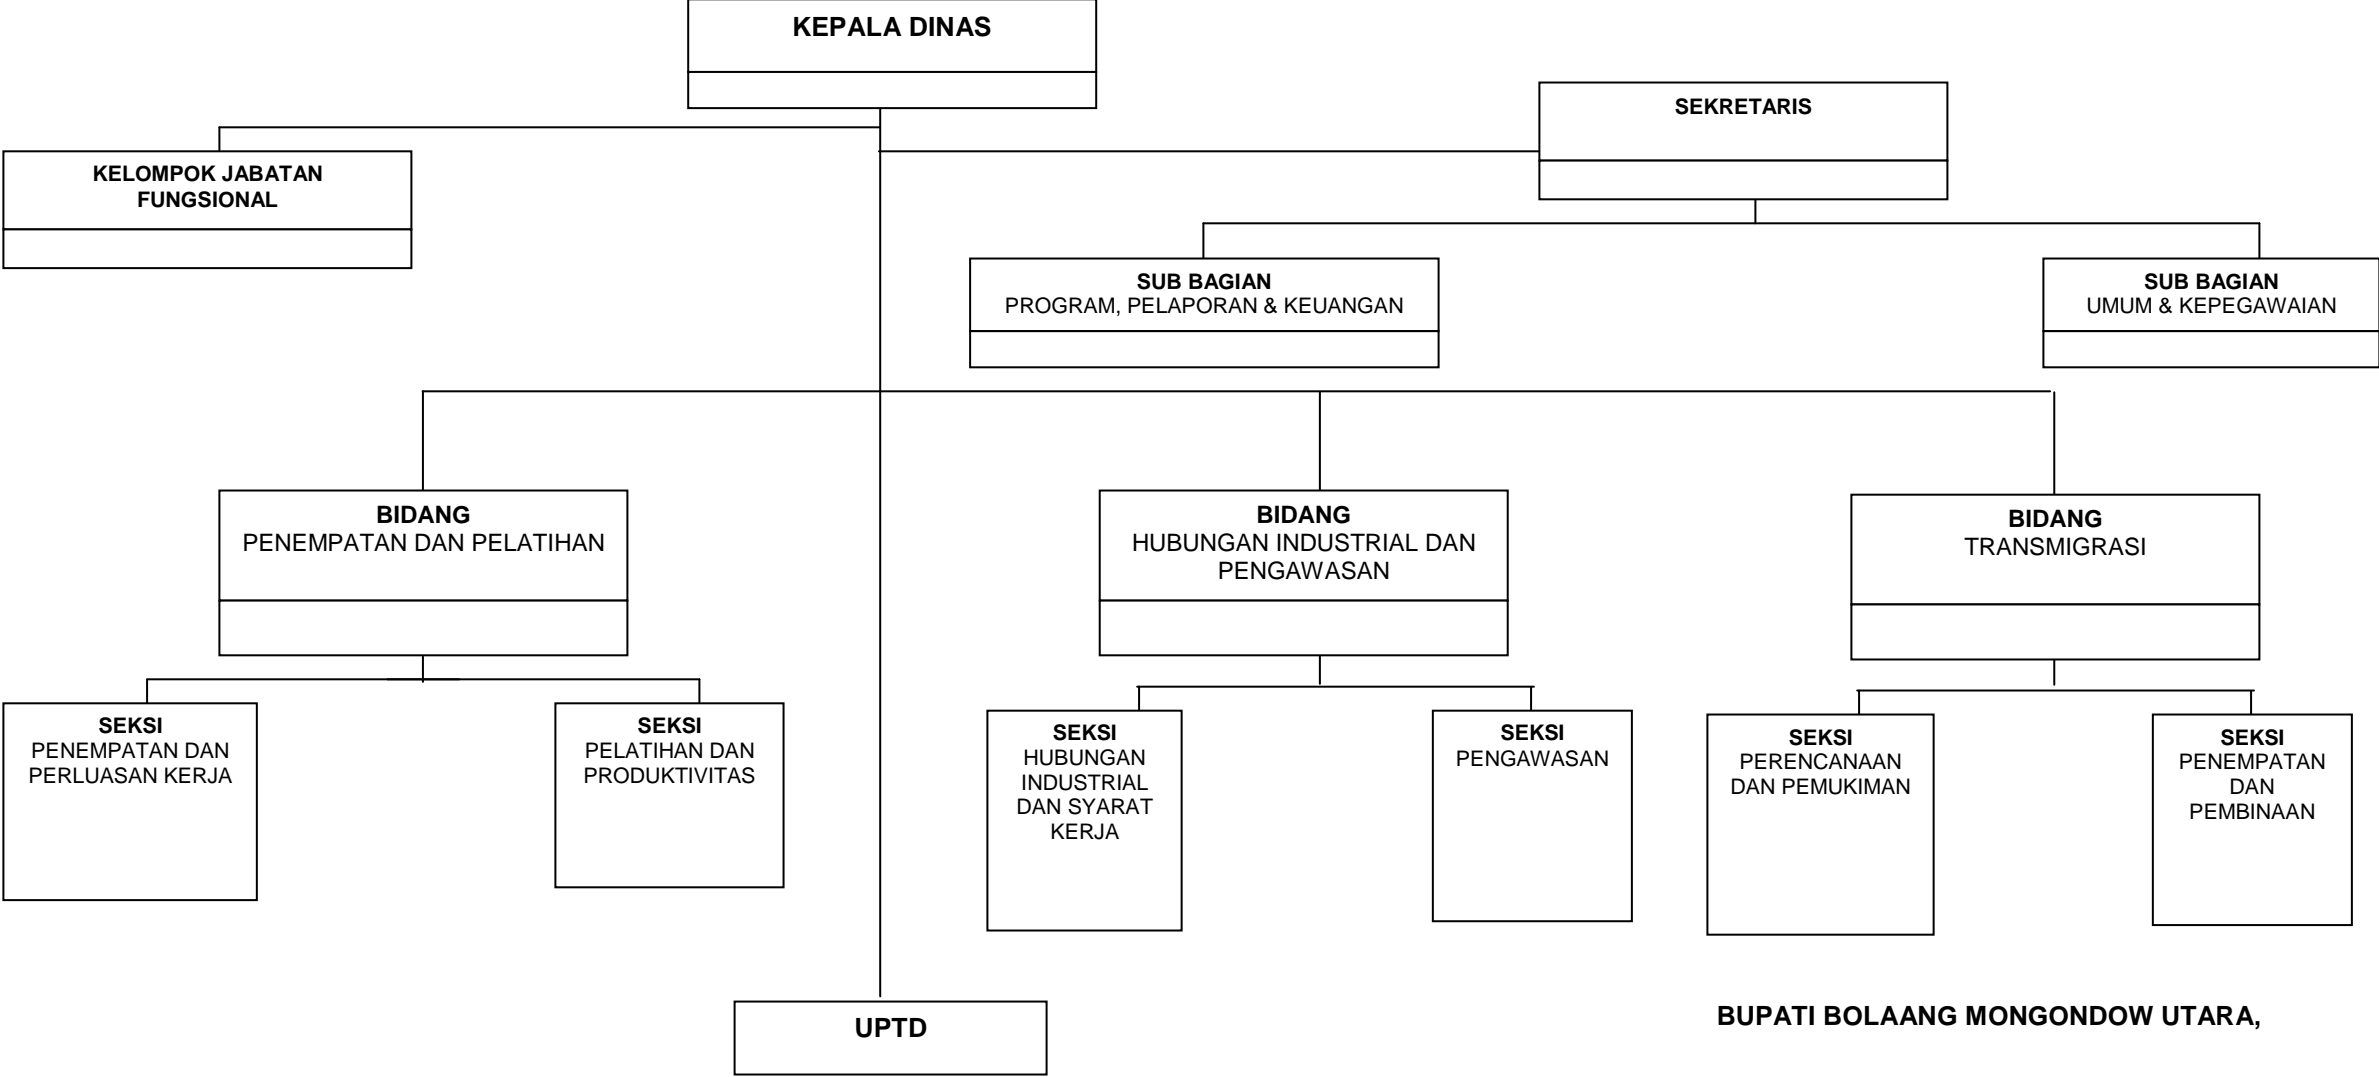 KEPALA DINAS
SEKRETARIS
KELOMPOK JABATAN
FUNGSIONAL
SUB BAGIAN
PROGRAM, PELAPORAN & KEUANGAN
SUB BAGIAN
UMUM & KEPEGAWAIAN
BIDANG
PENEMPATAN DAN PELATIHAN
BIDANG
HUBUNGAN INDUSTRIAL DAN
PENGAWASAN
BIDANG
TRANSMIGRASI
SEKSI
PENEMPATAN DAN
PERLUASAN KERJA
SEKSI
PELATIHAN DAN
PRODUKTIVITAS
SEKSI
HUBUNGAN
INDUSTRIAL
DAN SYARAT
KERJA
SEKSI
PENGAWASAN
SEKSI
PERENCANAAN
DAN PEMUKIMAN
SEKSI
PENEMPATAN
DAN
PEMBINAAN
UPTD
BUPATI BOLAANG MONGONDOW UTARA,